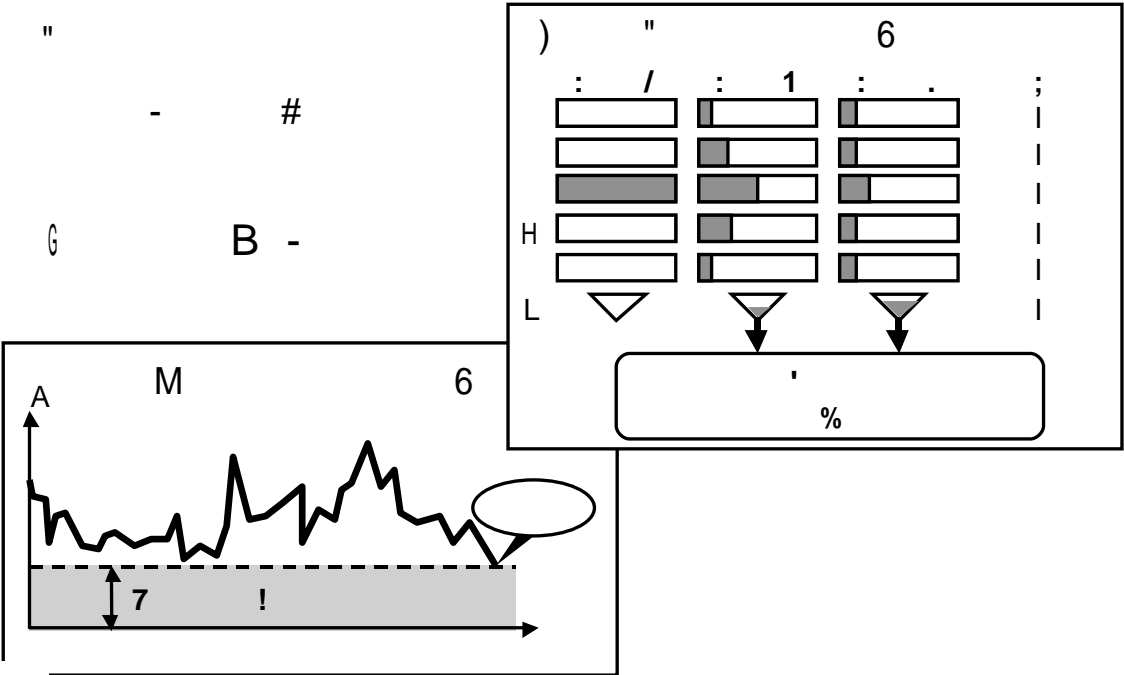 "
- #
G B -
) " 6
: / : 1 : . ;
I
I
I
H I
I
L I
'
%
M 6
A
7 !